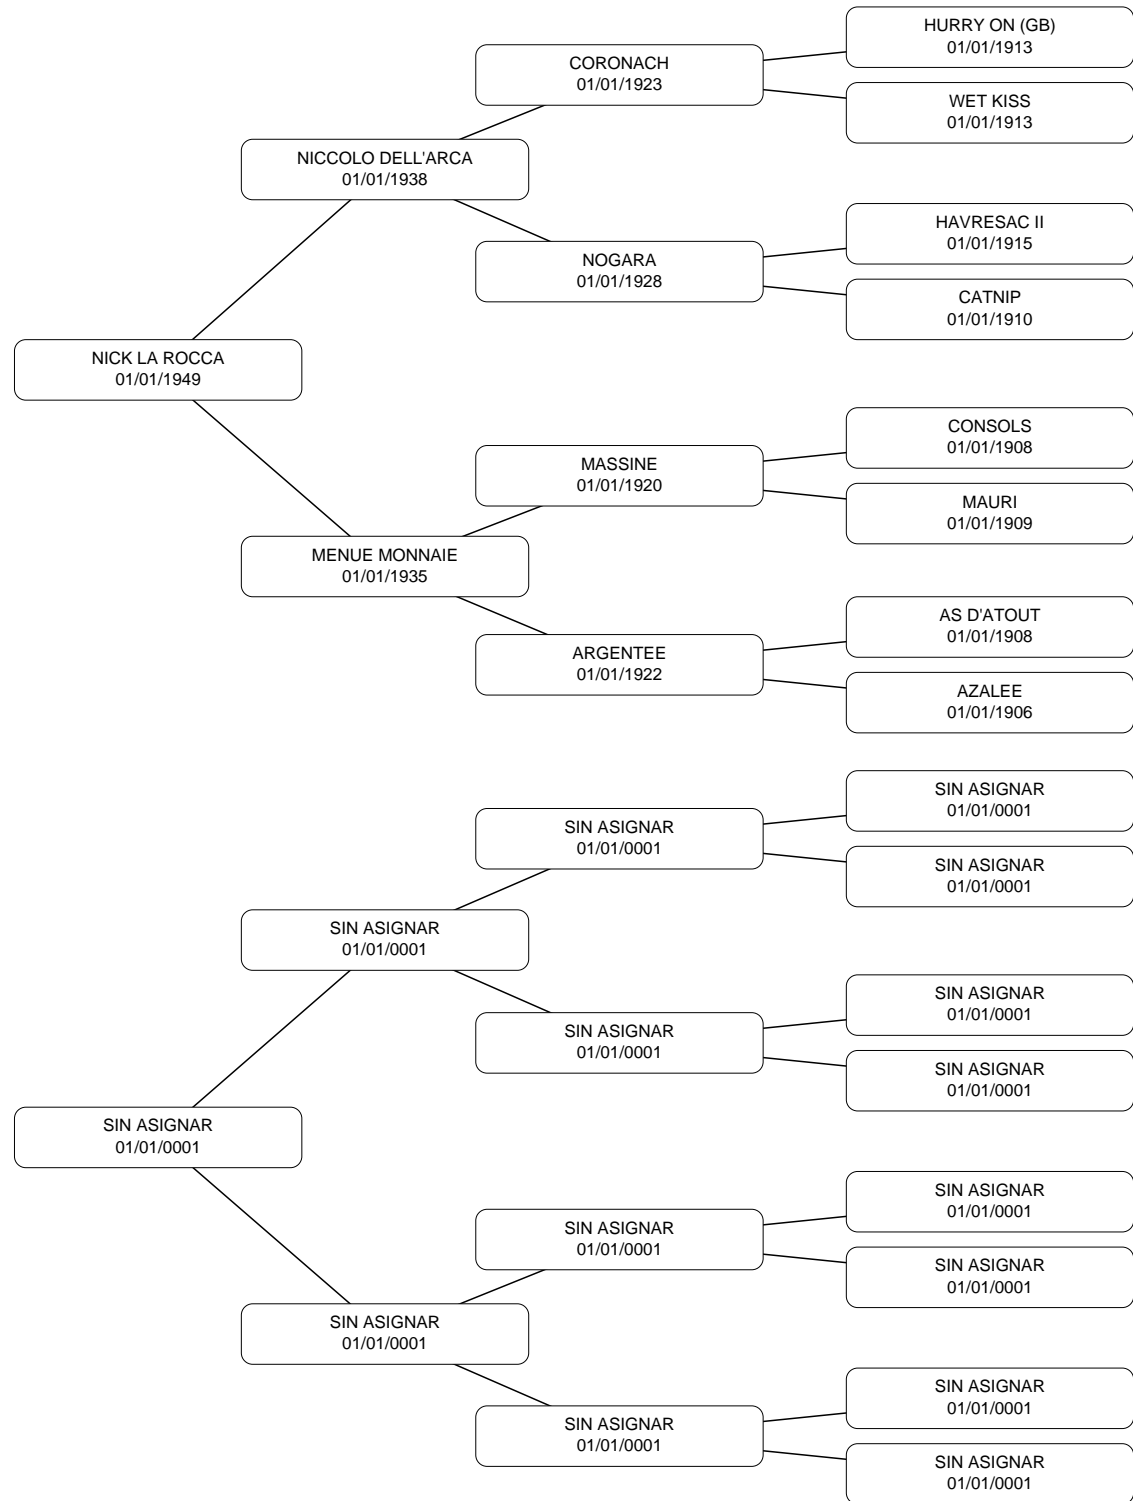 HURRY ON (GB)
01/01/1913
CORONACH
01/01/1923
WET KISS
01/01/1913
NICCOLO DELL'ARCA
01/01/1938
HAVRESAC II
01/01/1915
NOGARA
01/01/1928
CATNIP
01/01/1910
NICK LA ROCCA
01/01/1949
CONSOLS
01/01/1908
MASSINE
01/01/1920
MAURI
01/01/1909
MENUE MONNAIE
01/01/1935
AS D'ATOUT
01/01/1908
ARGENTEE
01/01/1922
AZALEE
01/01/1906
SIN ASIGNAR
01/01/0001
SIN ASIGNAR
01/01/0001
SIN ASIGNAR
01/01/0001
SIN ASIGNAR
01/01/0001
SIN ASIGNAR
01/01/0001
SIN ASIGNAR
01/01/0001
SIN ASIGNAR
01/01/0001
SIN ASIGNAR
01/01/0001
SIN ASIGNAR
01/01/0001
SIN ASIGNAR
01/01/0001
SIN ASIGNAR
01/01/0001
SIN ASIGNAR
01/01/0001
SIN ASIGNAR
01/01/0001
SIN ASIGNAR
01/01/0001
SIN ASIGNAR
01/01/0001